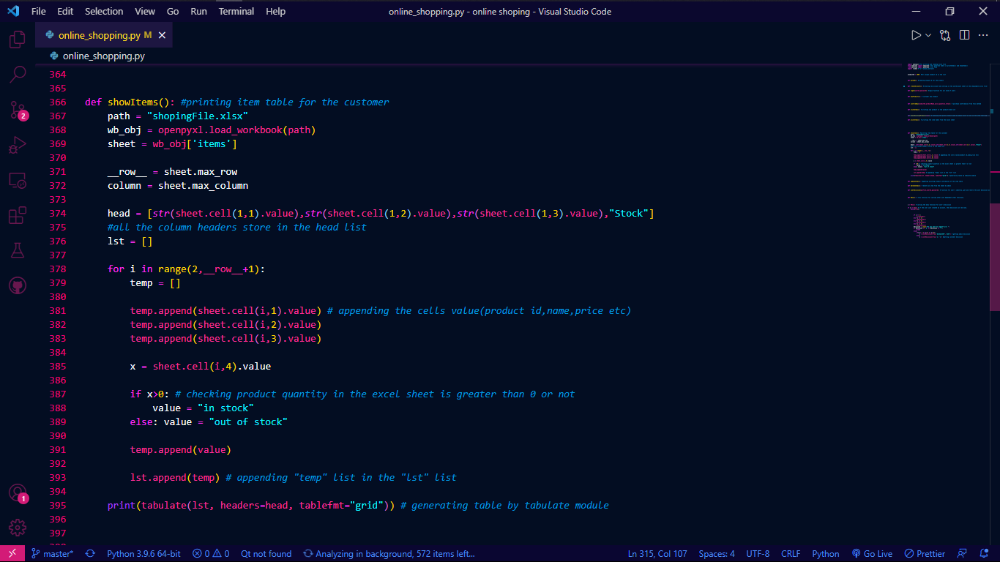 File Edit Selection View Go Run Terminal Help online_shopping.py - online shoping - Visual Studio Code
online_shopping.py M
online_shopping.py
364
365
366 def showItems(): #printing item table for the customer
367 path = "shopingFile.xlsx"
368 wb_obj = openpyxl.load_workbook(path)
369 sheet = wb_obj['items']
370
371 __row__ = sheet.max_row
372 column = sheet.max_column
373
374 head = [str(sheet.cell(1,1).value),str(sheet.cell(1,2).value),str(sheet.cell(1,3).value),"Stock"]
375 #all the column headers store in the head list
376 lst = []
377
378 for i in range(2,__row__+1):
379 temp = []
380
381 temp.append(sheet.cell(i,1).value) # appending the cells value(product id,name,price etc)
382 temp.append(sheet.cell(i,2).value)
383 temp.append(sheet.cell(i,3).value)
384
385 x = sheet.cell(i,4).value
386
387 if x>0: # checking product quantity in the excel sheet is greater than 0 or not
388 value = "in stock"
389 else: value = "out of stock"
390
391 temp.append(value)
392
393 lst.append(temp) # appending "temp" list in the "lst" list
394
395 print(tabulate(lst, headers=head, tablefmt="grid")) # generating table by tabulate module
396
397
2
1
master* Python 3.9.6 64-bit 0 0 Qt not found Analyzing in background, 572 items left... Ln 315, Col 107 Spaces: 4 UTF-8 CRLF Python Go Live Prettier